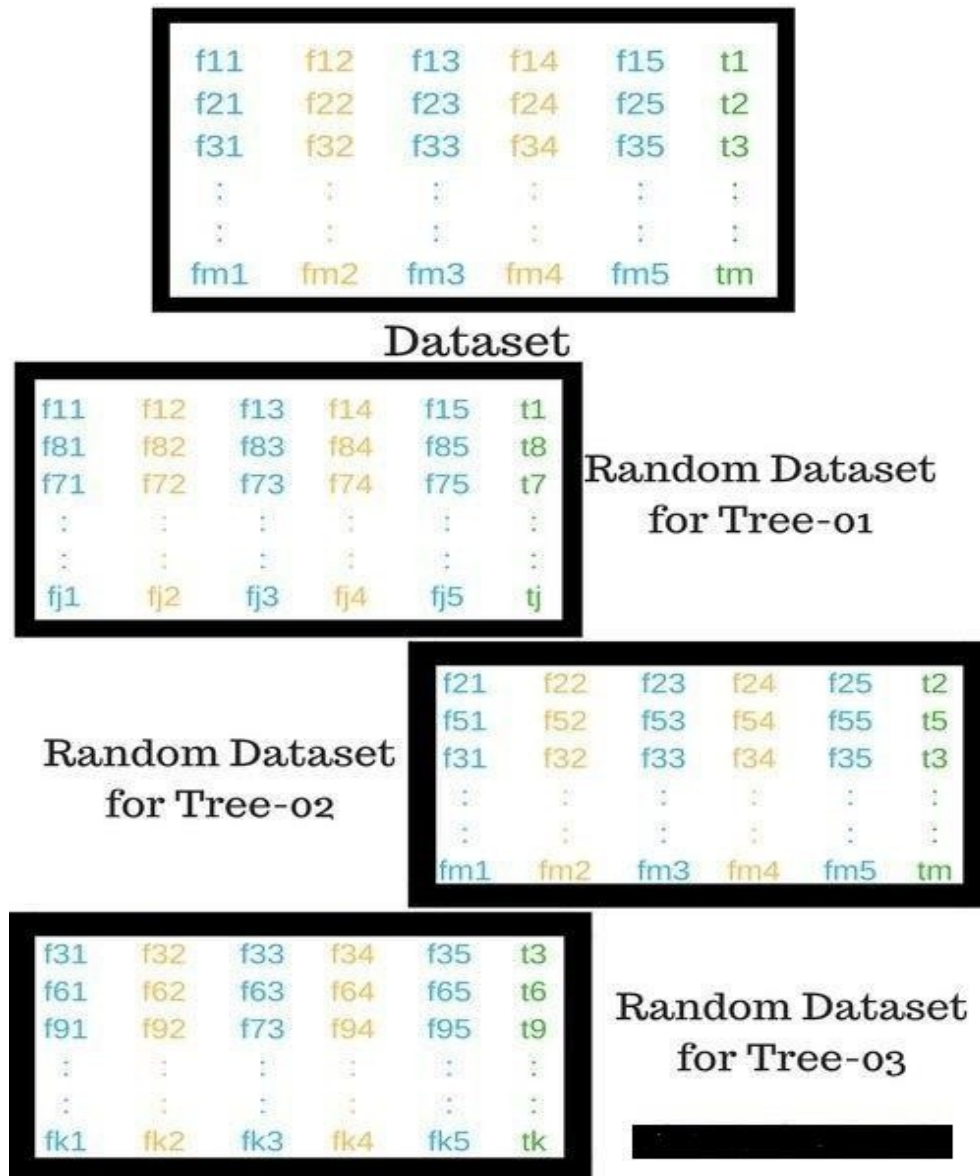 f11 f12 f13 f14 f15 t1
f21 f22 f23 f24 f25 t2
f31 f32 f33 f34 f35 t3
: : : : : :
: : : : : :
fm1 fm2 fm3 fm4 fm5 tm
Dataset
f11 f12 f13 f14 f15 t1
f81 f82 f83 f84 f85 t8
f71 f72 f73 f74 f75 t7
: : : : : :
: : : : : :
fj1 fj2 fj3 fj4 fj5 tj
Random Dataset
for Tree-01
f21 f22 f23 f24 f25 t2
f51 f52 f53 f54 f55 t5
f31 f32 f33 f34 f35 t3
: : : : : :
: : : : : :
fm1 fm2 fm3 fm4 fm5 tm
Random Dataset
for Tree-02
f31 f32 f33 f34 f35 t3
f61 f62 f63 f64 f65 t6
f91 f92 f73 f94 f95 t9
: : : : : :
: : : : : :
fk1 fk2 fk3 fk4 fk5 tk
Random Dataset
for Tree-03